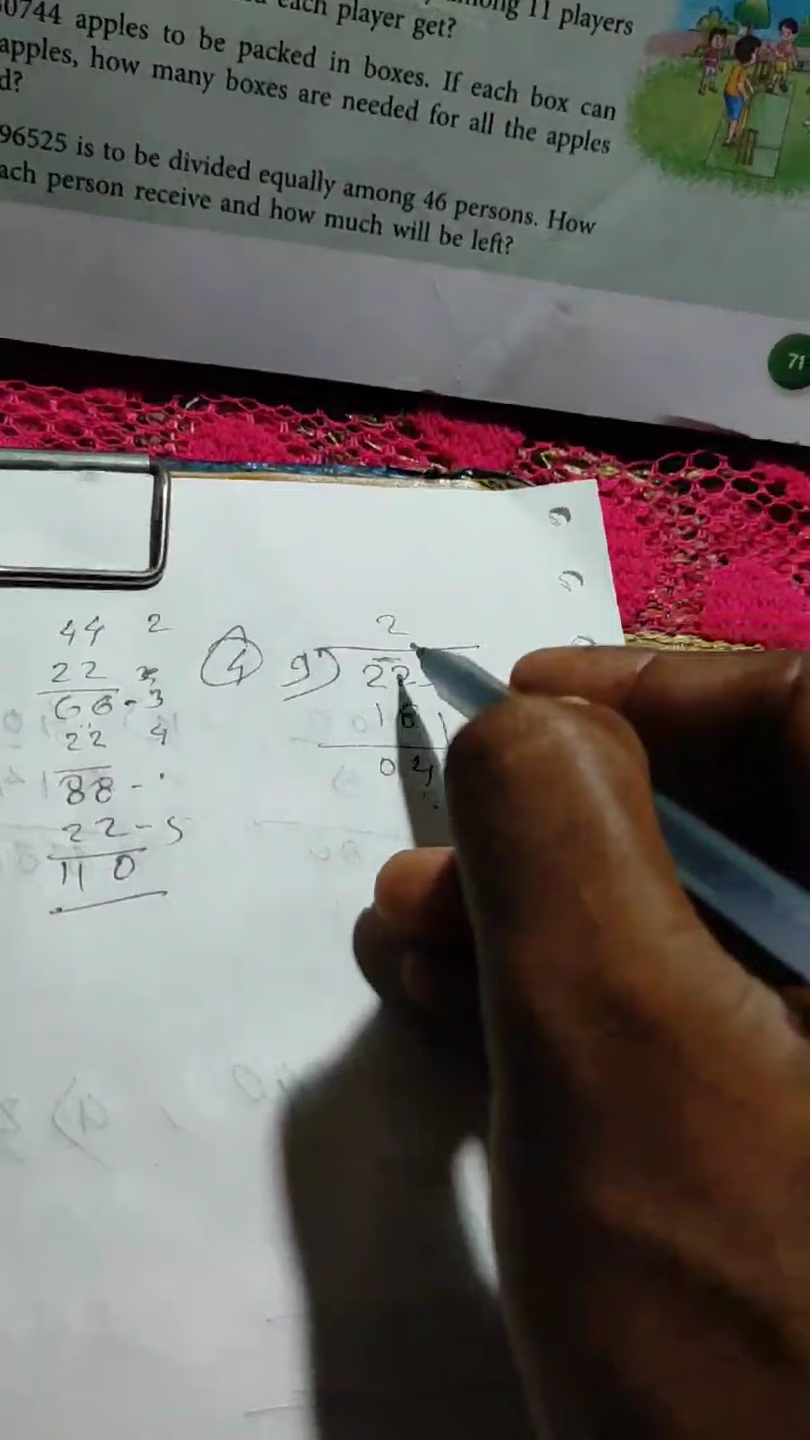 among 11 players
each player get?
0744 apples to be packed in boxes. If each box can
apples, how many boxes are needed for all the apples
d?
96525 is to be divided equally among 46 persons. How
ach person receive and how much will be left?
71
44 2
22
66 - 3
22 4
88 -
22 - 5
110
4
2
9) 22
18
04